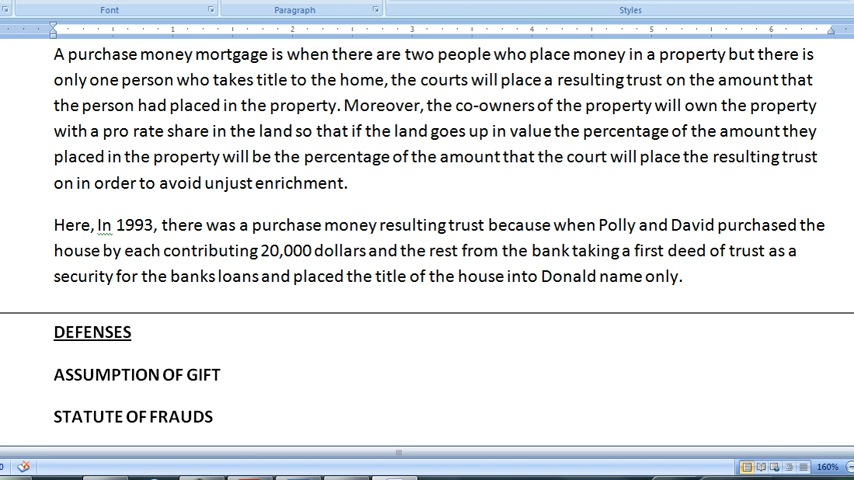 Font
Paragraph
Styles
1
2
3
4
5
6
A purchase money mortgage is when there are two people who place money in a property but there is
only one person who takes title to the home, the courts will place a resulting trust on the amount that
the person had placed in the property. Moreover, the co-owners of the property will own the property
with a pro rate share in the land so that if the land goes up in value the percentage of the amount they
placed in the property will be the percentage of the amount that the court will place the resulting trust
on in order to avoid unjust enrichment.
Here, In 1993, there was a purchase money resulting trust because when Polly and David purchased the
house by each contributing 20,000 dollars and the rest from the bank taking a first deed of trust as a
security for the banks loans and placed the title of the house into Donald name only.
DEFENSES
ASSUMPTION OF GIFT
STATUTE OF FRAUDS
160%